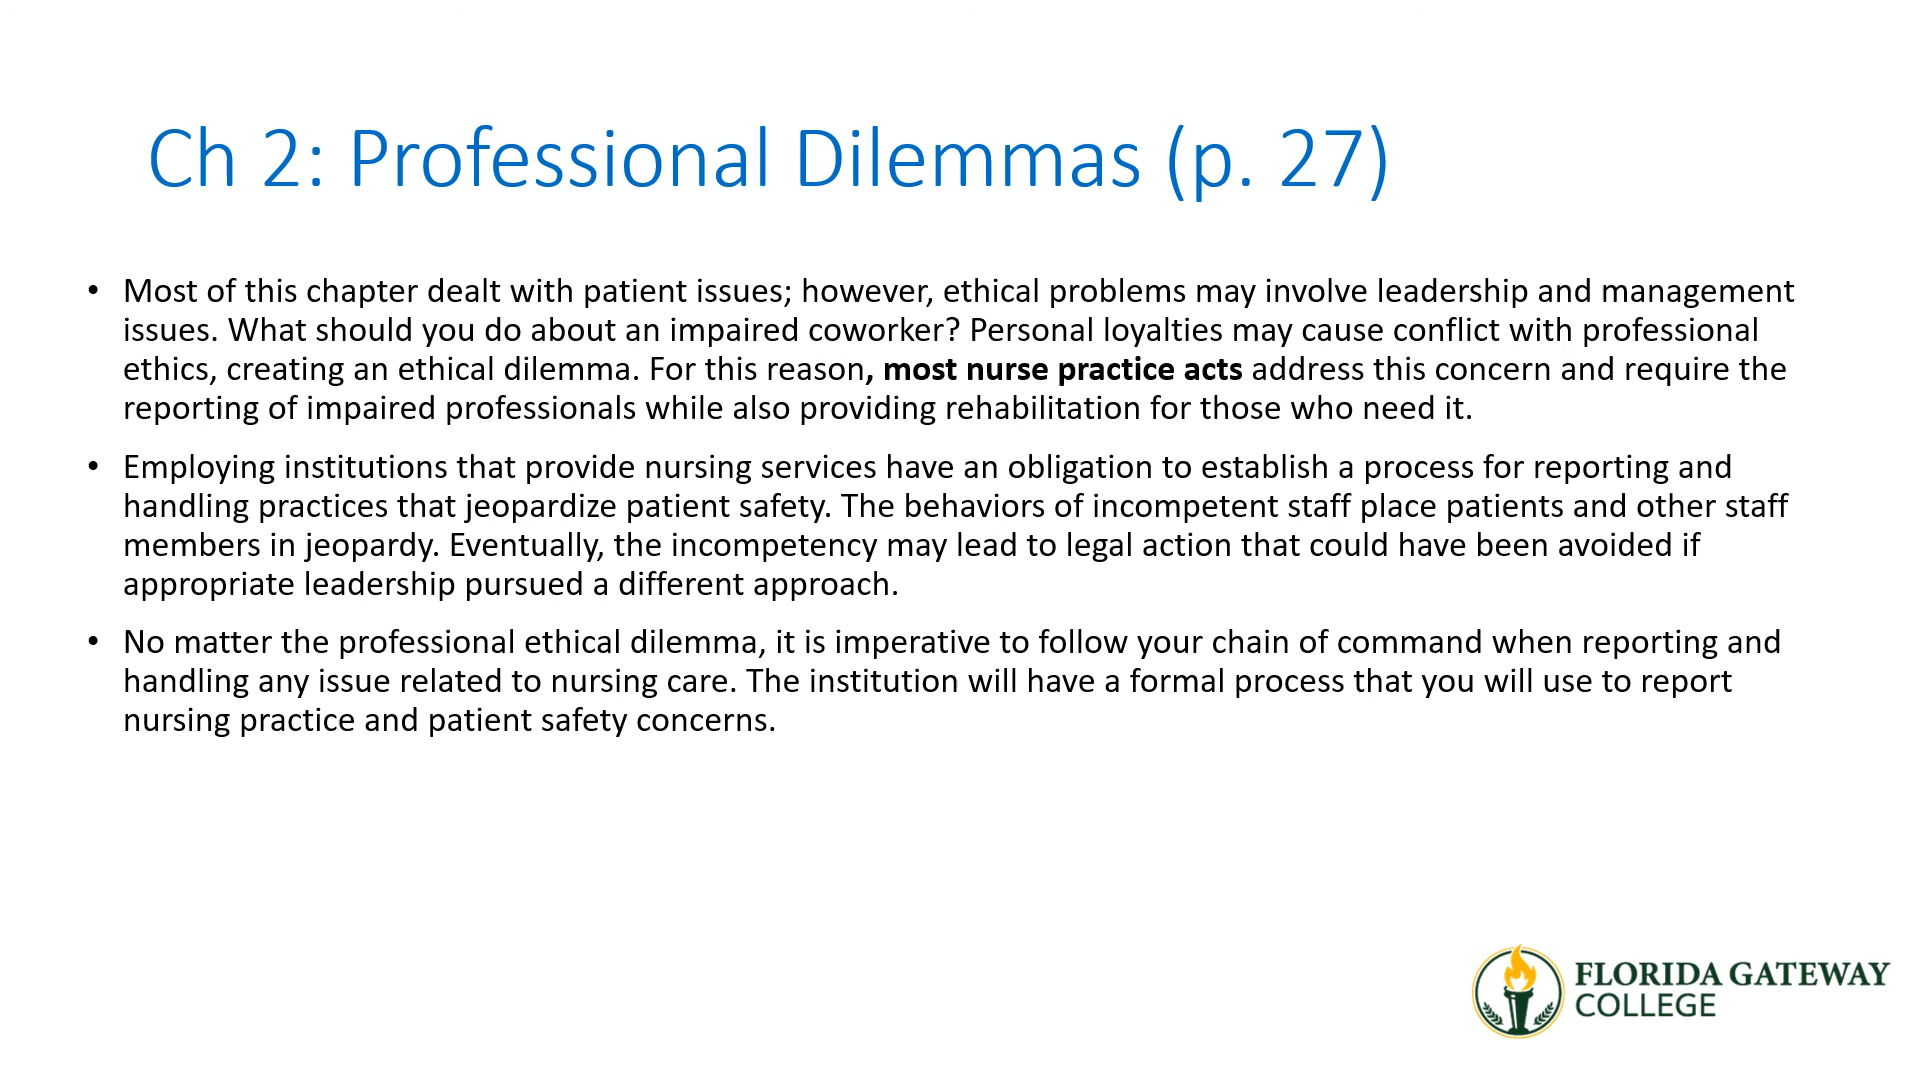 Ch 2: Professional Dilemmas (p. 27)
• Most of this chapter dealt with patient issues; however, ethical problems may involve leadership and management
issues. What should you do about an impaired coworker? Personal loyalties may cause conflict with professional
ethics, creating an ethical dilemma. For this reason, most nurse practice acts address this concern and require the
reporting of impaired professionals while also providing rehabilitation for those who need it.
• Employing institutions that provide nursing services have an obligation to establish a process for reporting and
handling practices that jeopardize patient safety. The behaviors of incompetent staff place patients and other staff
members in jeopardy. Eventually, the incompetency may lead to legal action that could have been avoided if
appropriate leadership pursued a different approach.
• No matter the professional ethical dilemma, it is imperative to follow your chain of command when reporting and
handling any issue related to nursing care. The institution will have a formal process that you will use to report
nursing practice and patient safety concerns.
FLORIDA GATEWAY
COLLEGE